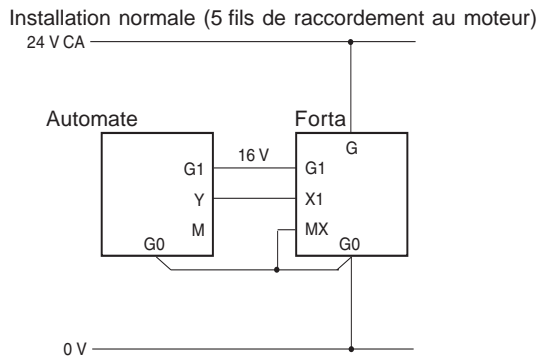 Installation normale (5 fils de raccordement au moteur)
24 V CA
Automate
Forta
G
G1
16 V
G1
Y
X1
M
MX
G0
G0
0 V